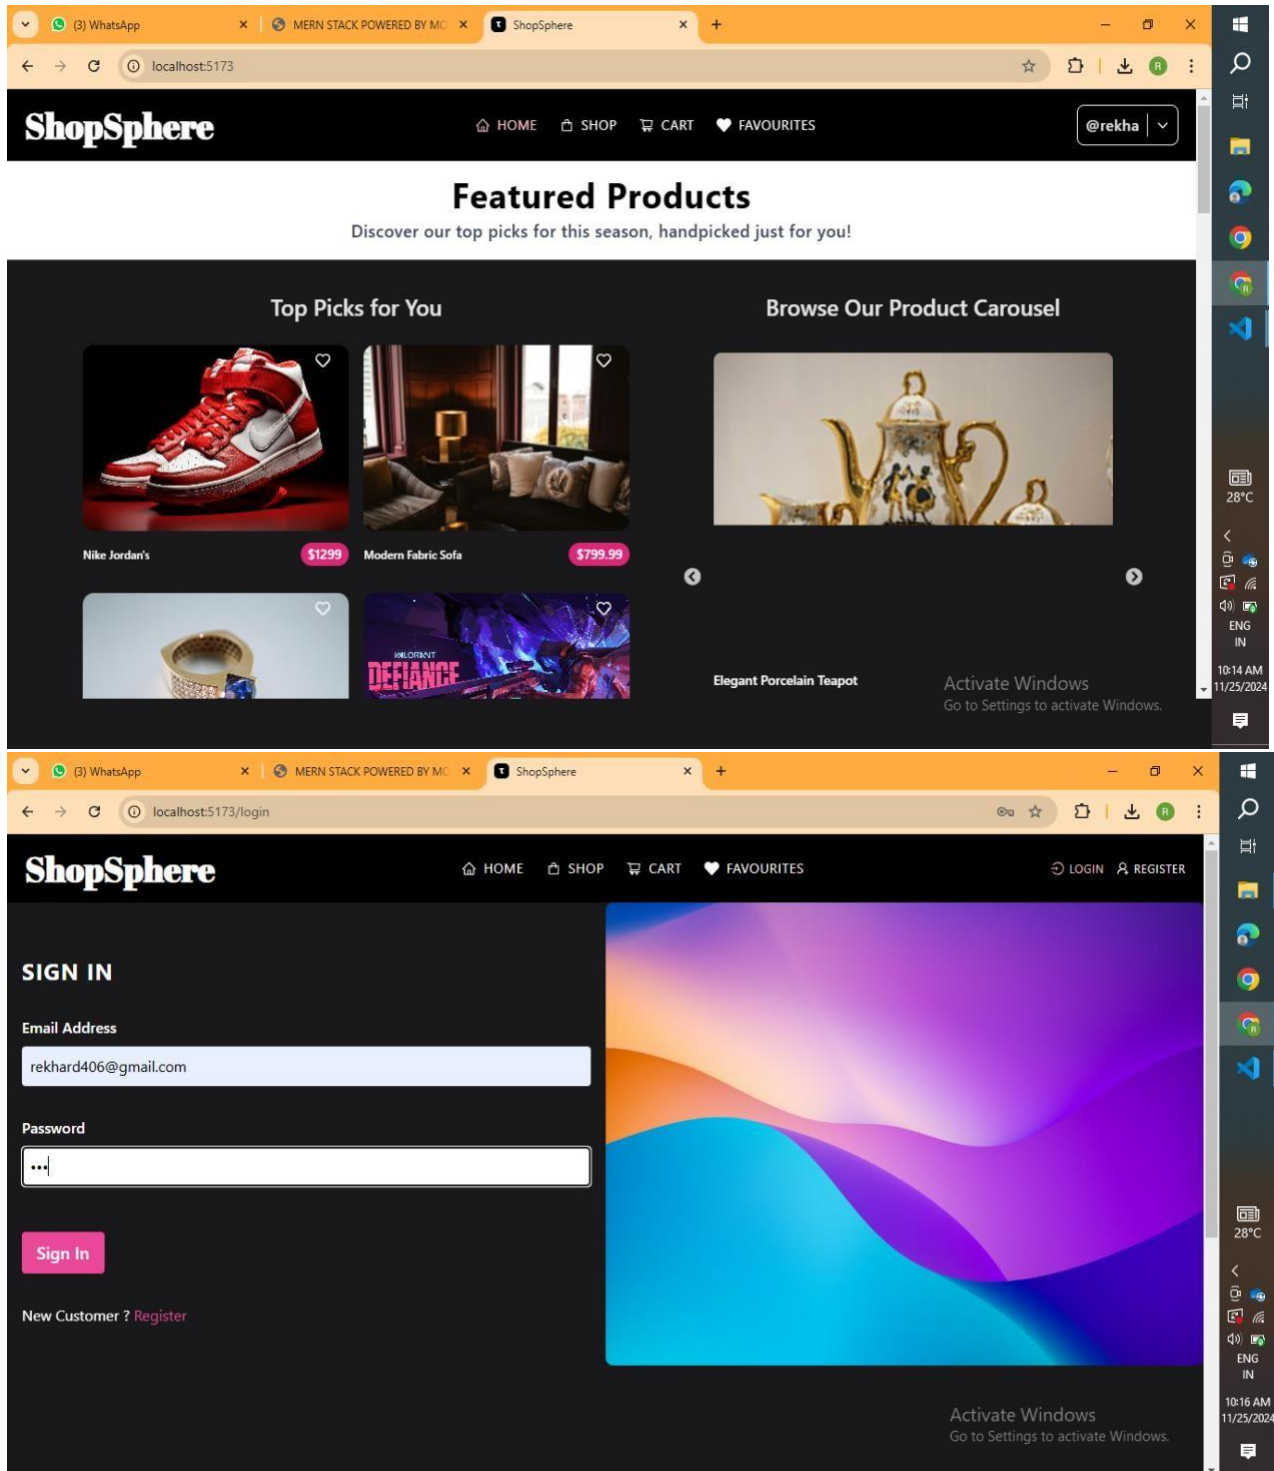 (3) WhatsApp
MERN STACK POWERED BY MO
ShopSphere
localhost:5173
R
ShopSphere
HOME
SHOP
CART
FAVOURITES
@rekha
Featured Products
Discover our top picks for this season, handpicked just for you!
Top Picks for You
Browse Our Product Carousel
Nike Jordan's
$1299
Modern Fabric Sofa
$799.99
VALORANT
DEFIANCE
Elegant Porcelain Teapot
Activate Windows
Go to Settings to activate Windows.
28°C
ENG
IN
10:14 AM
11/25/2024
(3) WhatsApp
MERN STACK POWERED BY MO
ShopSphere
localhost:5173/login
R
ShopSphere
HOME
SHOP
CART
FAVOURITES
LOGIN
REGISTER
SIGN IN
Email Address
rekhard406@gmail.com
Password
•••
Sign In
New Customer ? Register
Activate Windows
Go to Settings to activate Windows.
28°C
ENG
IN
10:16 AM
11/25/2024